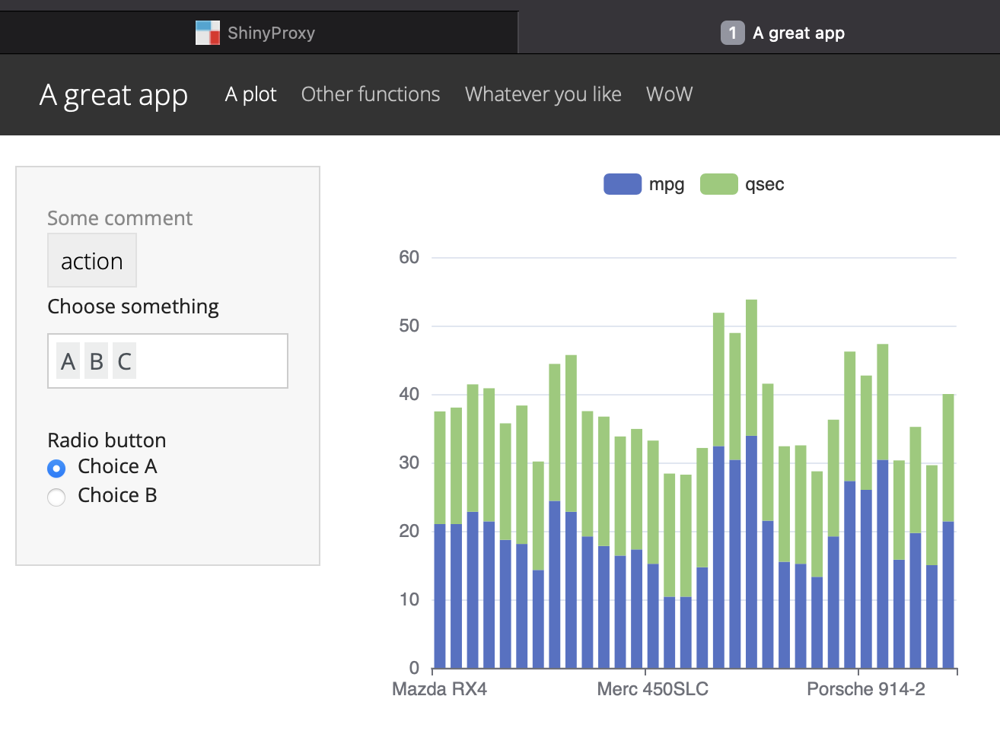 ShinyProxy
1 A great app
A great app A plot Other functions Whatever you like WoW
Some comment
action
Choose something
A B C
Radio button
Choice A
Choice B
mpg qsec
60
50
40
30
20
10
0
Mazda RX4 Merc 450SLC Porsche 914-2